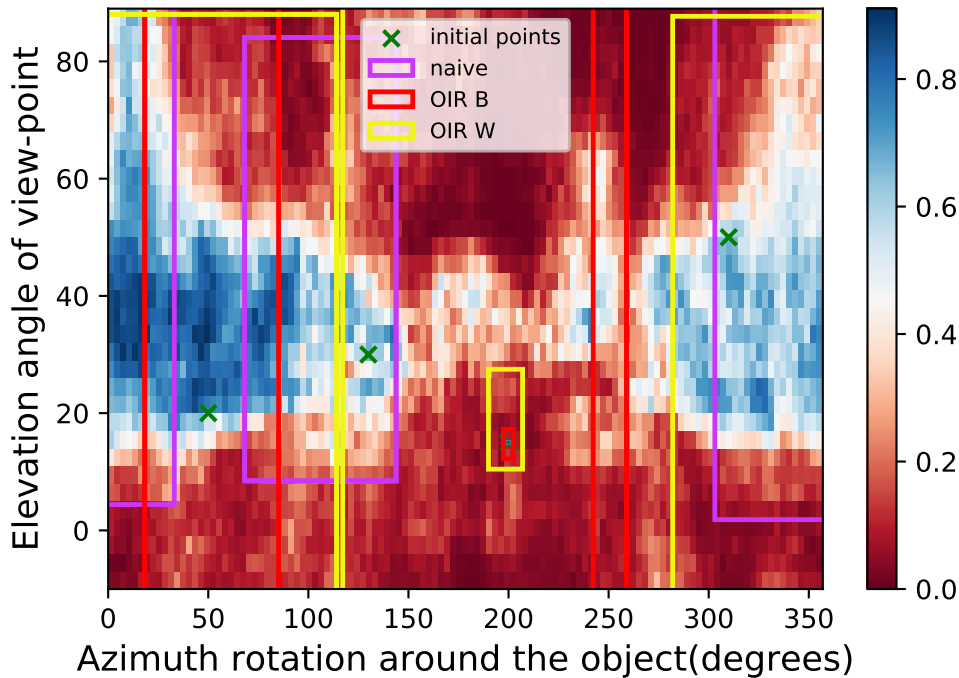 initial points
naive
OIR B
OIR W
80
60
40
20
0
Elevation angle of view-point
0 50 100 150 200 250 300 350
Azimuth rotation around the object(degrees)
0.8
0.6
0.4
0.2
0.0